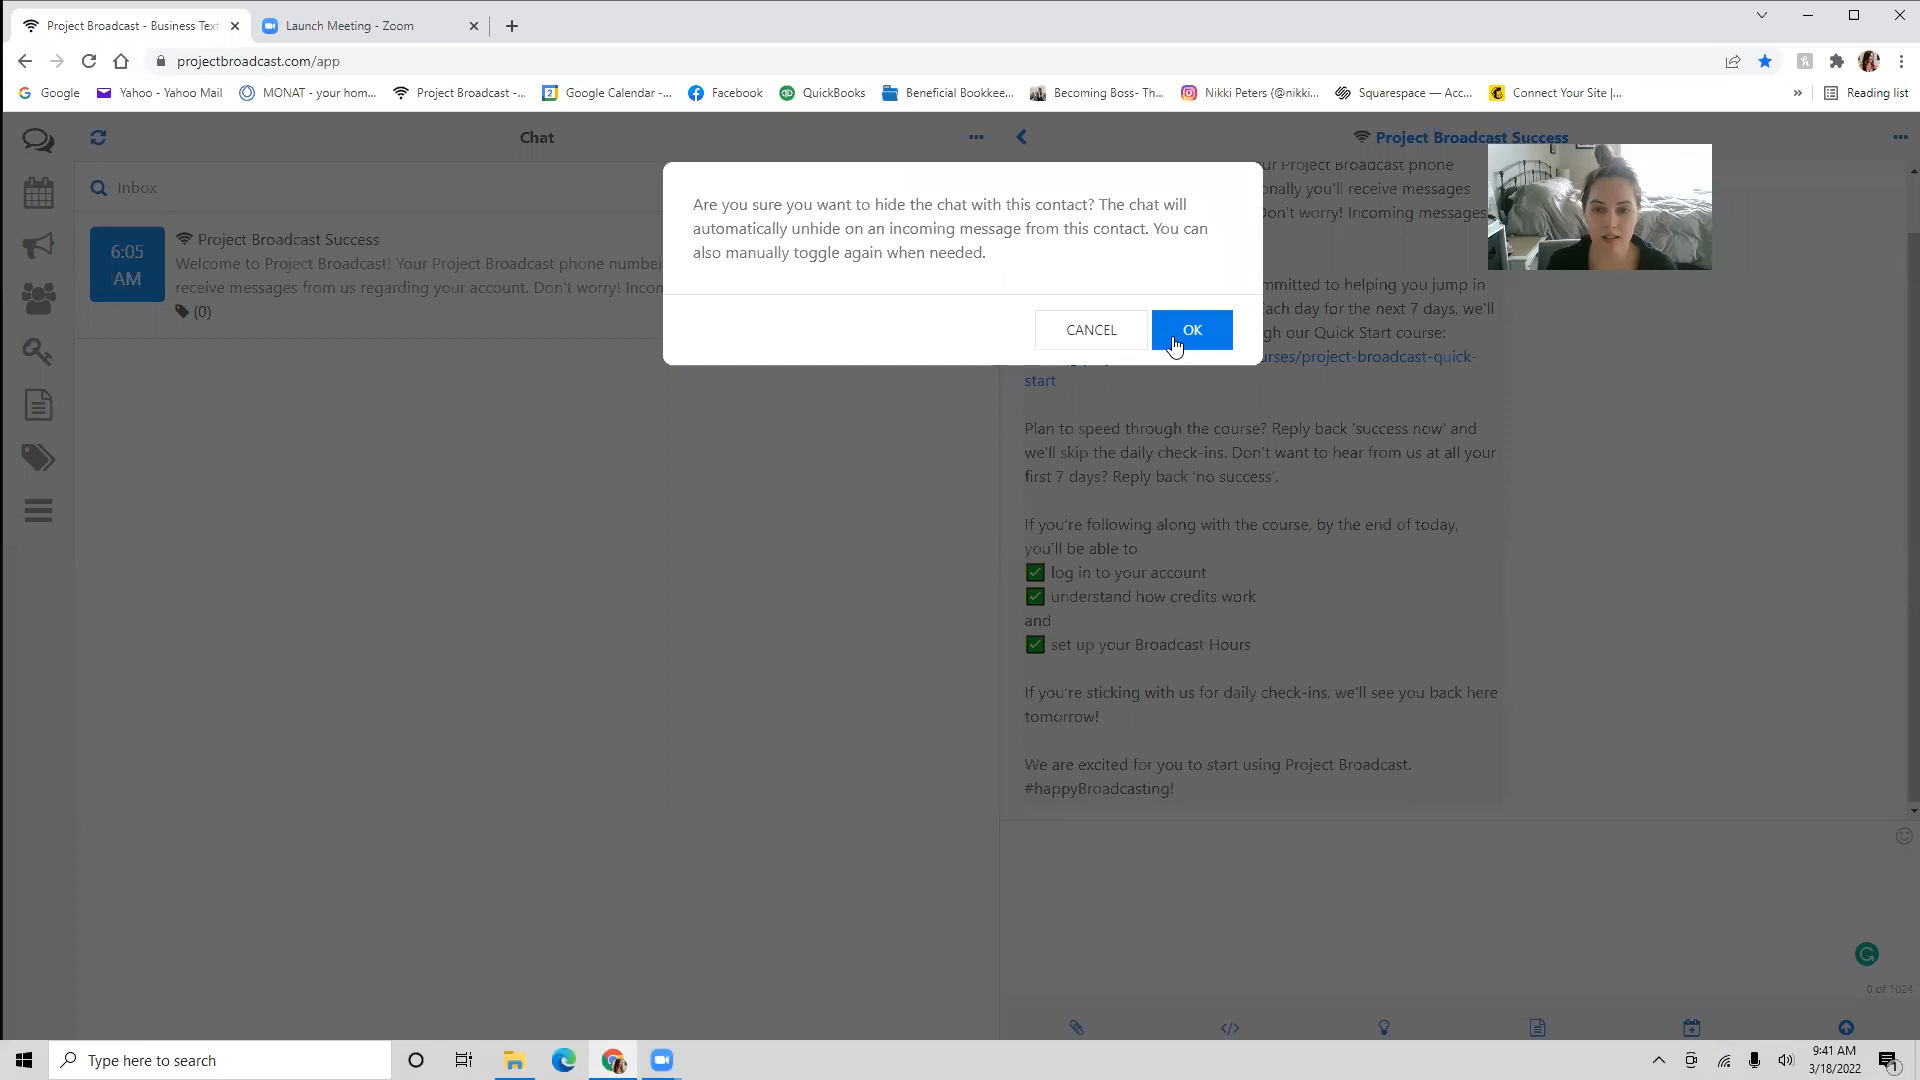 Project Broadcast - Business Text
Launch Meeting - Zoom
projectbroadcast.com/app
Google
Yahoo - Yahoo Mail
MONAT - your hom...
Project Broadcast -...
Google Calendar -...
Facebook
QuickBooks
Beneficial Bookkee...
Becoming Boss- Th...
Nikki Peters (@nikki...
Squarespace — Acc...
Connect Your Site |...
»
Reading list
Chat
Project Broadcast Success
Inbox
6:05
AM
Project Broadcast Success
Welcome to Project Broadcast! Your Project Broadcast phone number
receive messages from us regarding your account. Don't worry! Incom
(0)
Are you sure you want to hide the chat with this contact? The chat will
automatically unhide on an incoming message from this contact. You can
also manually toggle again when needed.
CANCEL
OK
ur Project Broadcast phone
onally you'll receive messages
Don't worry! Incoming messages
mmitted to helping you jump in
Each day for the next 7 days, we'll
gh our Quick Start course:
urses/project-broadcast-quick-
start
Plan to speed through the course? Reply back 'success now' and
we'll skip the daily check-ins. Don't want to hear from us at all your
first 7 days? Reply back 'no success'.
If you're following along with the course, by the end of today,
you'll be able to
✅ log in to your account
✅ understand how credits work
and
✅ set up your Broadcast Hours
If you're sticking with us for daily check-ins, we'll see you back here
tomorrow!
We are excited for you to start using Project Broadcast.
#happyBroadcasting!
0 of 1024
Type here to search
9:41 AM
3/18/2022
1